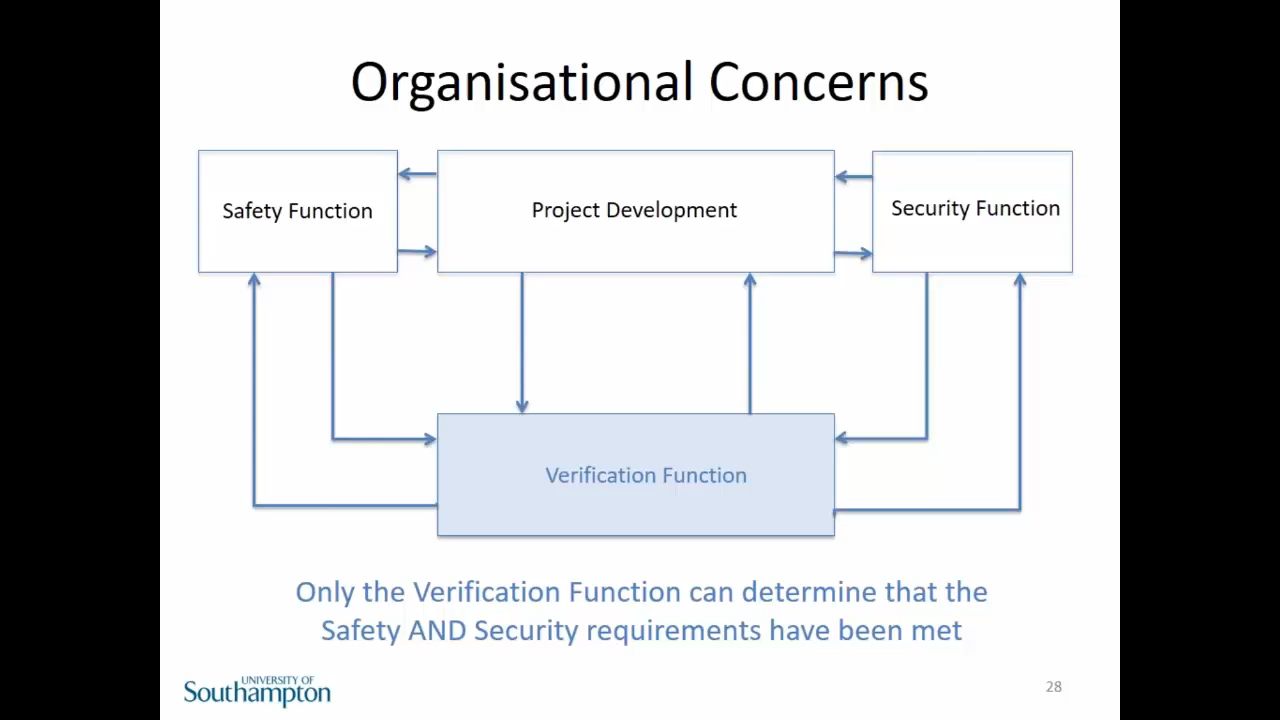 Organisational Concerns
Safety Function
Project Development
Security Function
Verification Function
Only the Verification Function can determine that the
Safety AND Security requirements have been met
UNIVERSITY OF
Southampton
28